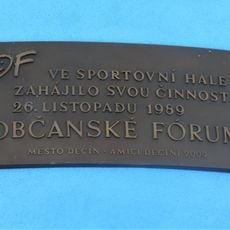 OF
VE SPORTOVNÍ HALE
ZAHÁJILO SVOU ČINNOST
26. LISTOPADU 1989
OBČANSKÉ FÓRUM
MĚSTO DĚČÍN - AMICI DECINI 2009